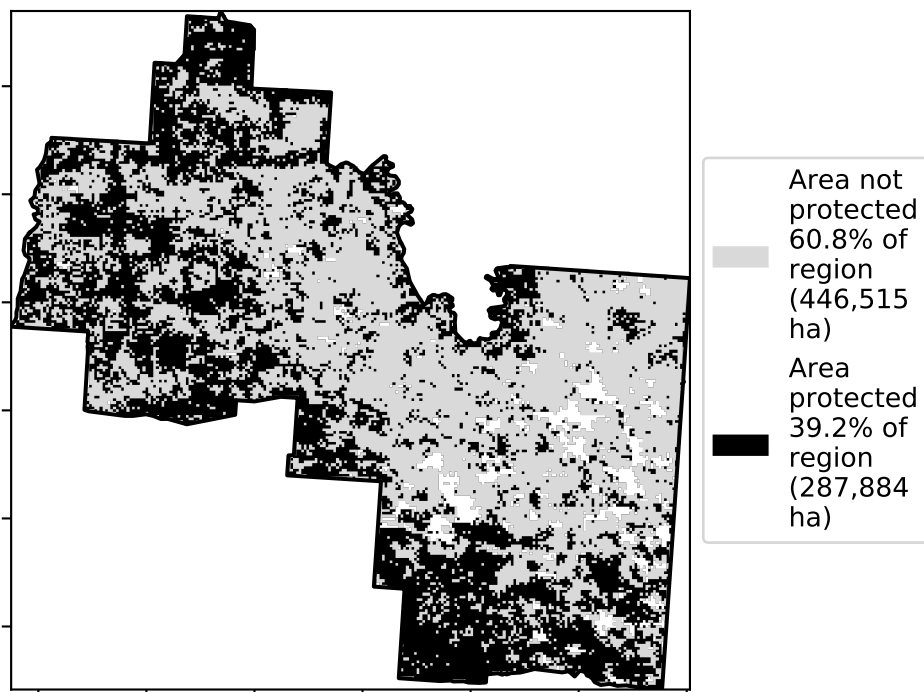 Area not
protected
60.8% of
region
(446,515
ha)
Area
protected
39.2% of
region
(287,884
ha)